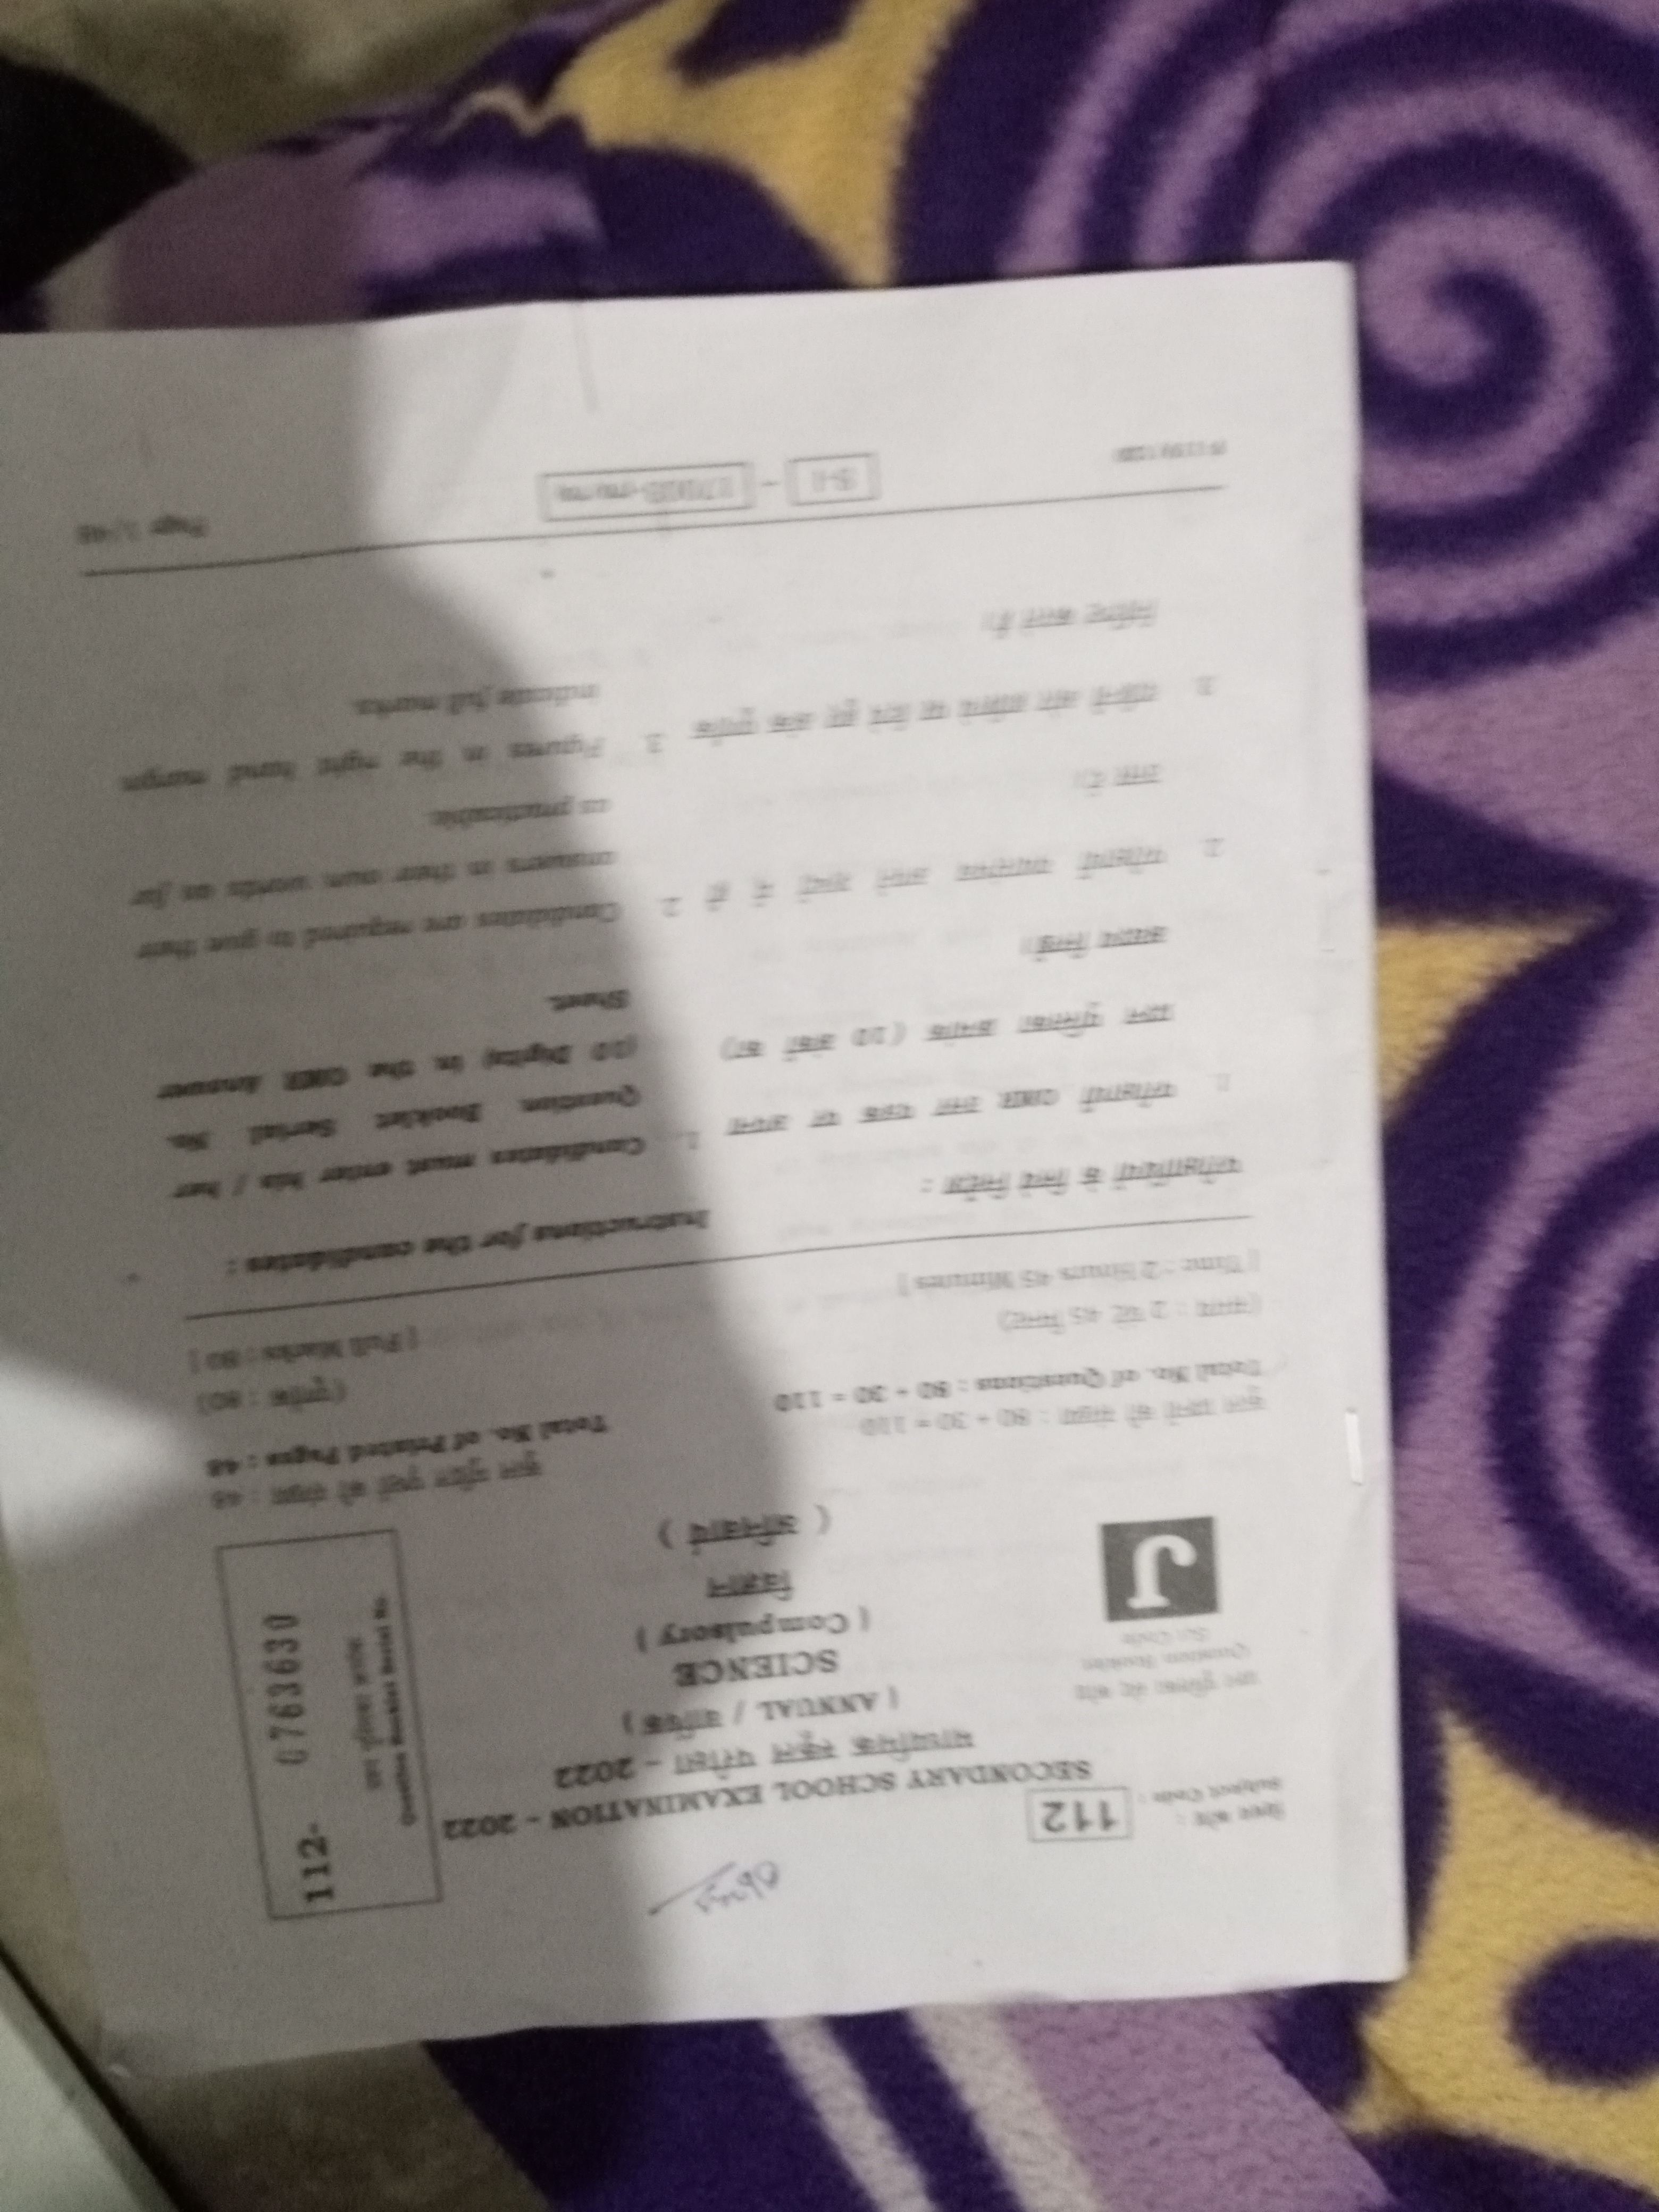 विषय कोड :
Subject Code :
112
SECONDARY SCHOOL EXAMINATION - 2022
माध्यमिक स्कूल परीक्षा - 2022
( ANNUAL / वार्षिक )
प्रश्न पुस्तिका सेट कोड
Question Booklet
Set Code
J
SCIENCE
( Compulsory )
विज्ञान
( अनिवार्य )
112- 0763630
प्रश्न पुस्तिका क्रमांक
Question Booklet Serial No.
कुल प्रश्नों की संख्या : 80 + 30 = 110
Total No. of Questions : 80 + 30 = 110
(समय : 2 घंटे 45 मिनट)
[ Time : 2 Hours 45 Minutes ]
कुल मुद्रित पृष्ठों की संख्या : 48
Total No. of Printed Pages : 48
(पूर्णांक : 80)
[ Full Marks : 80 ]
परीक्षार्थियों के लिये निर्देश :
1. परीक्षार्थी OMR उत्तर पत्रक पर अपना
प्रश्न पुस्तिका क्रमांक (10 अंकों का)
अवश्य लिखें।
2. परीक्षार्थी यथासंभव अपने शब्दों में ही
उत्तर दें।
3. दाहिनी ओर हाशिये पर दिये हुए अंक पूर्णांक
निर्दिष्ट करते हैं।
Instructions for the candidates :
1. Candidates must enter his / her
Question Booklet Serial No.
(10 Digits) in the OMR Answer
Sheet.
2. Candidates are required to give their
answers in their own words as far
as practicable.
3. Figures in the right hand margin
indicate full marks.
Page 1/48